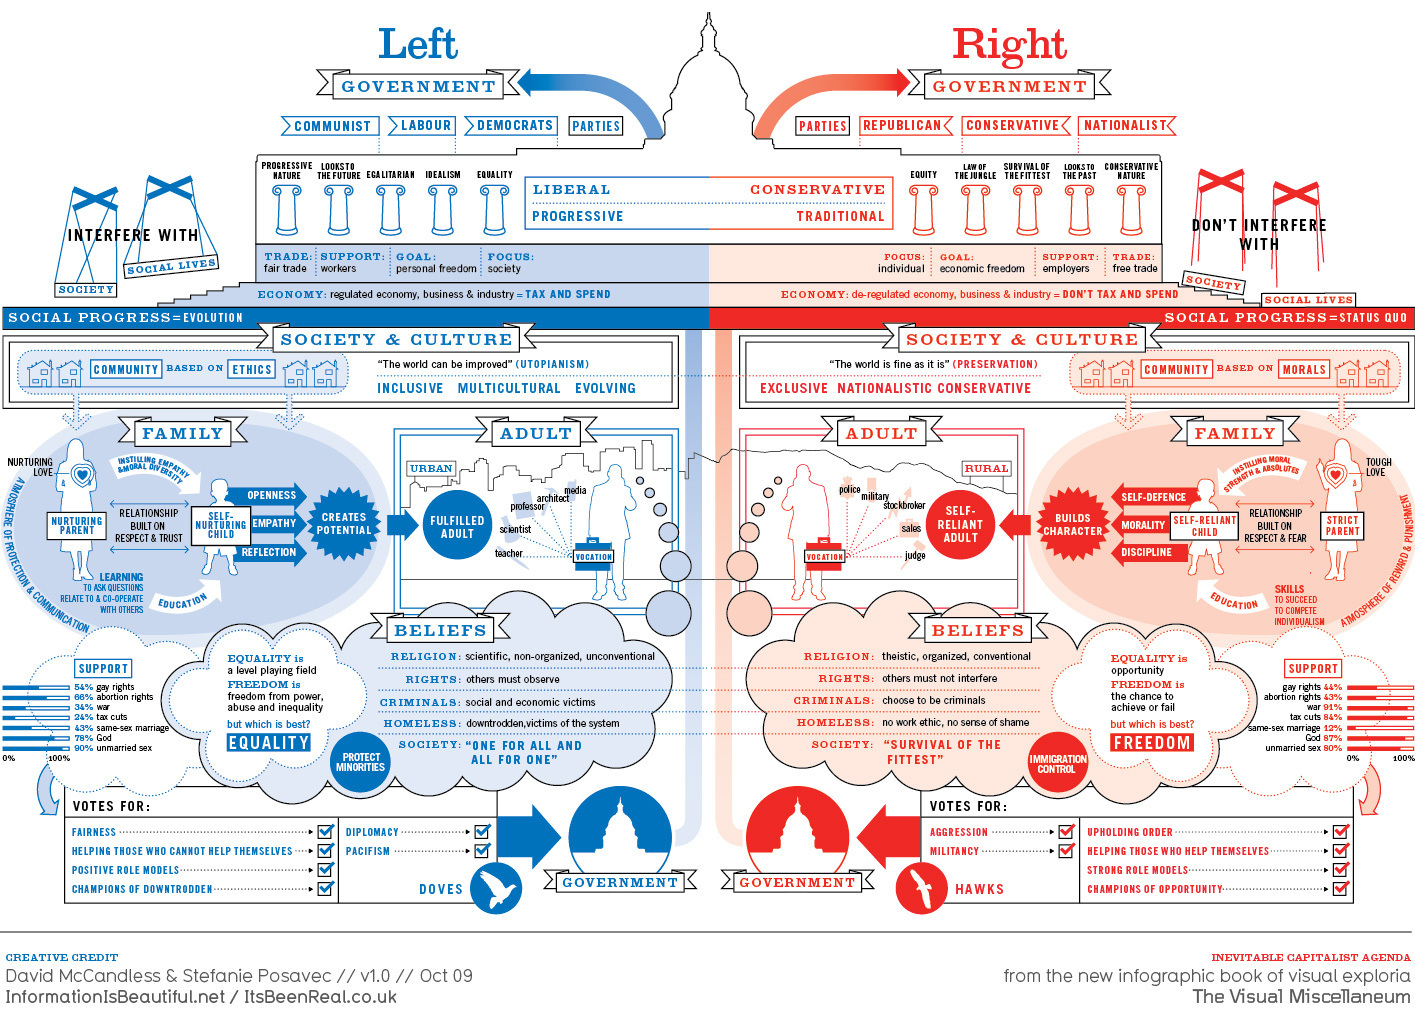 Left
Right
GOVERNMENT
GOVERNMENT
COMMUNIST
LABOUR
DEMOCRATS
PARTIES
PARTIES
REPUBLICAN
CONSERVATIVE
NATIONALIST
PROGRESSIVE
NATURE
LOOKS TO
THE FUTURE
EGALITARIAN
IDEALISM
EQUALITY
LIBERAL
CONSERVATIVE
PROGRESSIVE
TRADITIONAL
EQUITY
LAW OF
THE JUNGLE
SURVIVAL OF
THE FITTEST
LOOKS TO
THE PAST
CONSERVATIVE
NATURE
INTERFERE WITH
SOCIETY
SOCIAL LIVES
DON'T INTERFERE
WITH
SOCIETY
SOCIAL LIVES
TRADE:
fair trade
SUPPORT:
workers
GOAL:
personal freedom
FOCUS:
society
FOCUS:
individual
GOAL:
economic freedom
SUPPORT:
employers
TRADE:
free trade
ECONOMY: regulated economy, business & industry = TAX AND SPEND
ECONOMY: de-regulated economy, business & industry = DON'T TAX AND SPEND
SOCIAL PROGRESS=EVOLUTION
SOCIAL PROGRESS=STATUS QUO
SOCIETY & CULTURE
SOCIETY & CULTURE
COMMUNITY BASED ON ETHICS
"The world can be improved" (UTOPIANISM)
INCLUSIVE MULTICULTURAL EVOLVING
"The world is fine as it is" (PRESERVATION)
EXCLUSIVE NATIONALISTIC CONSERVATIVE
COMMUNITY BASED ON MORALS
FAMILY
NURTURING
LOVE
INSTILLING EMPATHY
& MORAL DIVERSITY
NURTURING
PARENT
RELATIONSHIP
BUILT ON
RESPECT & TRUST
SELF-
NURTURING
CHILD
OPENNESS
EMPATHY
REFLECTION
CREATES
POTENTIAL
LEARNING
TO ASK QUESTIONS
RELATE TO & CO-OPERATE
WITH OTHERS
EDUCATION
ATMOSPHERE OF PROTECTION & COMMUNICATION
ADULT
URBAN
FULFILLED
ADULT
media
architect
professor
scientist
teacher
VOCATION
ADULT
RURAL
police
military
stockbroker
sales
judge
VOCATION
SELF-
RELIANT
ADULT
FAMILY
TOUGH
LOVE
INSTILLING MORAL
STRENGTH & ABSOLUTES
BUILDS
CHARACTER
SELF-DEFENCE
MORALITY
DISCIPLINE
SELF-RELIANT
CHILD
RELATIONSHIP
BUILT ON
RESPECT & FEAR
STRICT
PARENT
EDUCATION
SKILLS
TO SUCCEED
TO COMPETE
INDIVIDUALISM
ATMOSPHERE OF REWARD & PUNISHMENT
SUPPORT
54% gay rights
66% abortion rights
34% war
24% tax cuts
43% same-sex marriage
78% God
90% unmarried sex
0% 100%
EQUALITY is
a level playing field
FREEDOM is
freedom from power,
abuse and inequality
but which is best?
EQUALITY
PROTECT
MINORITIES
BELIEFS
RELIGION: scientific, non-organized, unconventional
RIGHTS: others must observe
CRIMINALS: social and economic victims
HOMELESS: downtrodden,victims of the system
SOCIETY: "ONE FOR ALL AND
ALL FOR ONE"
BELIEFS
RELIGION: theistic, organized, conventional
RIGHTS: others must not interfere
CRIMINALS: choose to be criminals
HOMELESS: no work ethic, no sense of shame
SOCIETY: "SURVIVAL OF THE
FITTEST"
IMMIGRATION
CONTROL
EQUALITY is
opportunity
FREEDOM is
the chance to
achieve or fail
but which is best?
FREEDOM
SUPPORT
gay rights 44%
abortion rights 43%
war 91%
tax cuts 84%
same-sex marriage 12%
God 87%
unmarried sex 80%
0% 100%
VOTES FOR:
FAIRNESS
HELPING THOSE WHO CANNOT HELP THEMSELVES
POSITIVE ROLE MODELS
CHAMPIONS OF DOWNTRODDEN
DIPLOMACY
PACIFISM
DOVES
GOVERNMENT
GOVERNMENT
VOTES FOR:
AGGRESSION
MILITANCY
HAWKS
UPHOLDING ORDER
HELPING THOSE WHO HELP THEMSELVES
STRONG ROLE MODELS
CHAMPIONS OF OPPORTUNITY
CREATIVE CREDIT
David McCandless & Stefanie Posavec // v1.0 // Oct 09
InformationIsBeautiful.net / ItsBeenReal.co.uk
INEVITABLE CAPITALIST AGENDA
from the new infographic book of visual exploria
The Visual Miscellaneum